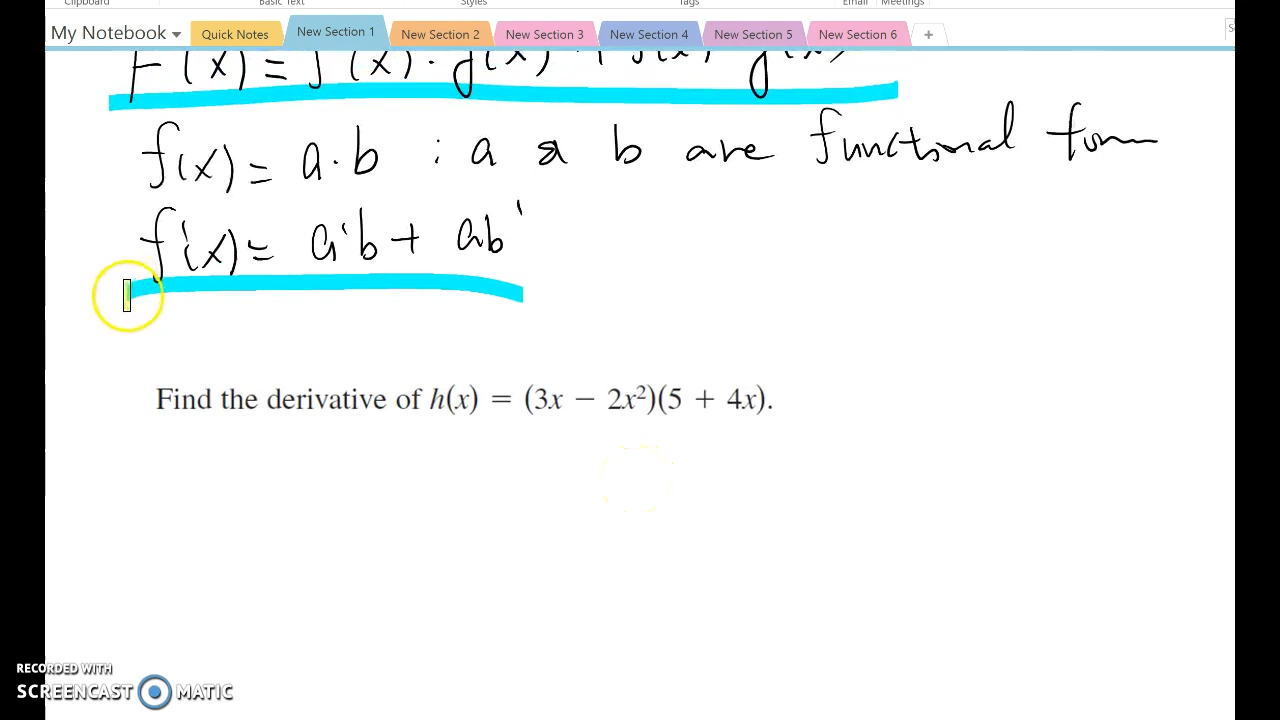 Clipboard Basic Text Styles Tags Email Meetings
My Notebook Quick Notes New Section 1 New Section 2 New Section 3 New Section 4 New Section 5 New Section 6 +
f(x) = a·b : a & b are functional form
f'(x) = a'b + ab'
Find the derivative of h(x) = (3x − 2x²)(5 + 4x).
RECORDED WITH
SCREENCAST MATIC